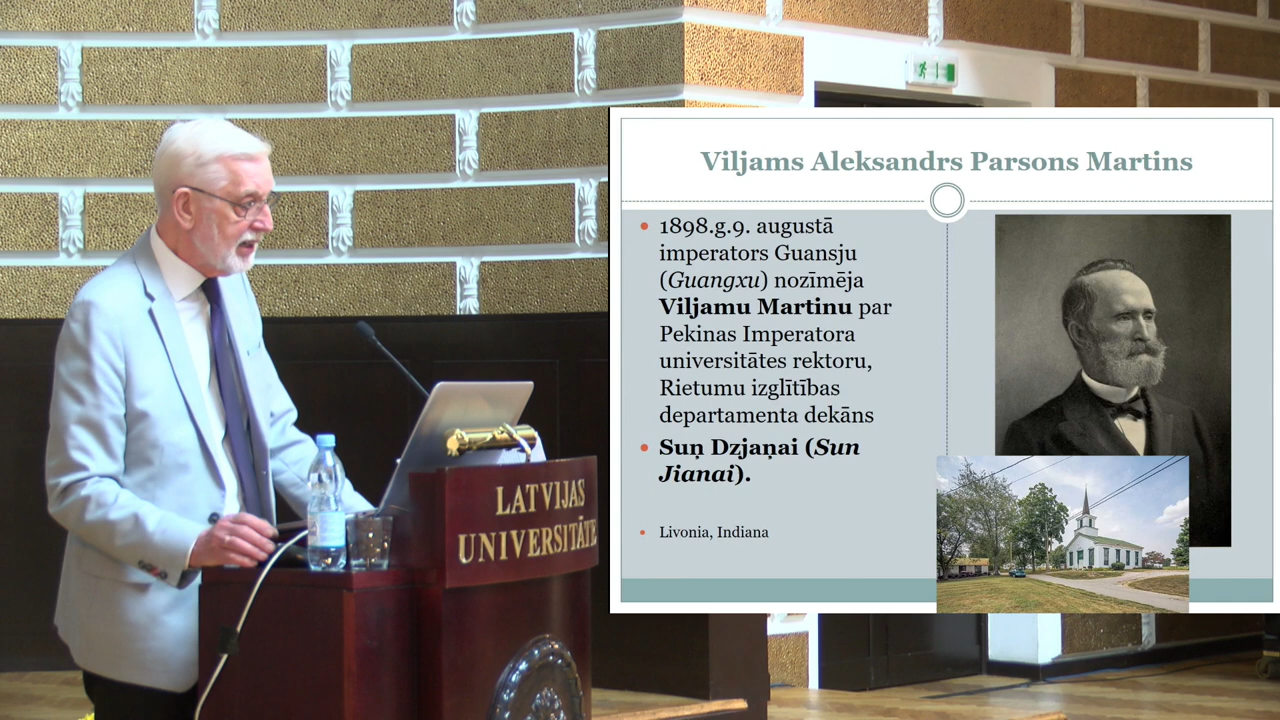 Viljams Aleksandrs Parsons Martins
1898.g.9. augustā
imperators Guansju
(Guangxu) nozīmēja
Viljamu Martinu par
Pekinas Imperatora
universitātes rektoru,
Rietumu izglītības
departamenta dekāns
Suņ Dzjaņai (Sun
Jianai).
Livonia, Indiana
LATVIJAS
UNIVERSITĀTE